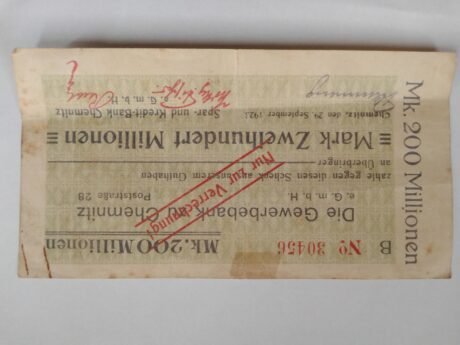 B № 30456 Mk. 200 Millionen
Die Gewerbebank Chemnitz
e. G. m. b. H. Poststraße 28
zahle gegen diesen Scheck aus unserem Guthaben
an Überbringer
Mark Zweihundert Millionen
Chemnitz, den 29. September 1923
Spar- und Kredit-Bank Chemnitz
e. G. m. b. H.
Nur zur Verrechnung!
Mk. 200 Millionen